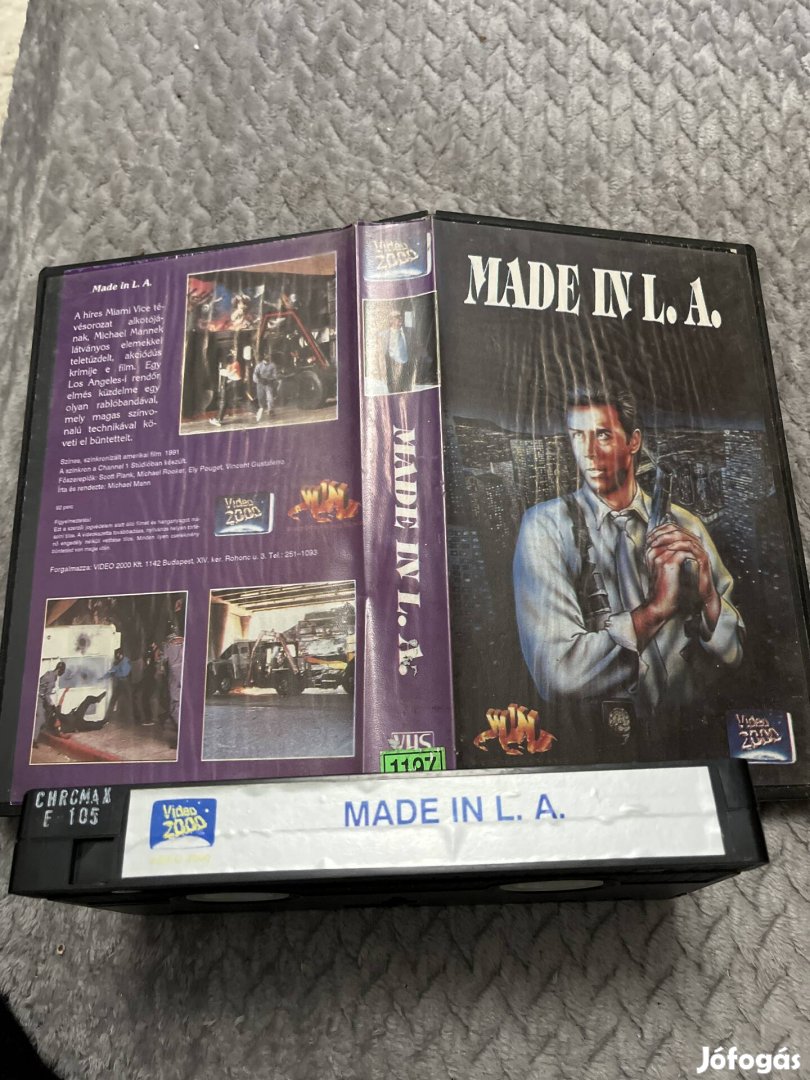 Made in L. A.
A híres Miami Vice té-
vésorozat alkotójá-
nak, Michael Mannek
látványos elemekkel
teletűzdelt, akciódús
krimije e film. Egy
Los Angeles-i rendőr
elmés küzdelme egy
olyan rablóbandával,
mely magas színvo-
nalú technikával kö-
veti el bűntetteit.
Színes, szinkronizált amerikai film 1991
A szinkron a Channel 1 Stúdióban készült.
Főszereplők: Scott Plank, Michael Rooker, Ely Pouget, Vincent Gustaferro
Írta és rendezte: Michael Mann
92 perc
Figyelmeztetés!
Forgalmazza: VIDEO 2000 Kft. 1142 Budapest, XIV. ker. Rohonc u. 3. Tel.: 251-1093
Video
2000
Video
2000
MADE IN L. A.
VHS
1197
MADE IN L. A.
Video
2000
CHROMAX
E 105
Video
2000
MADE IN L. A.
Jófogás